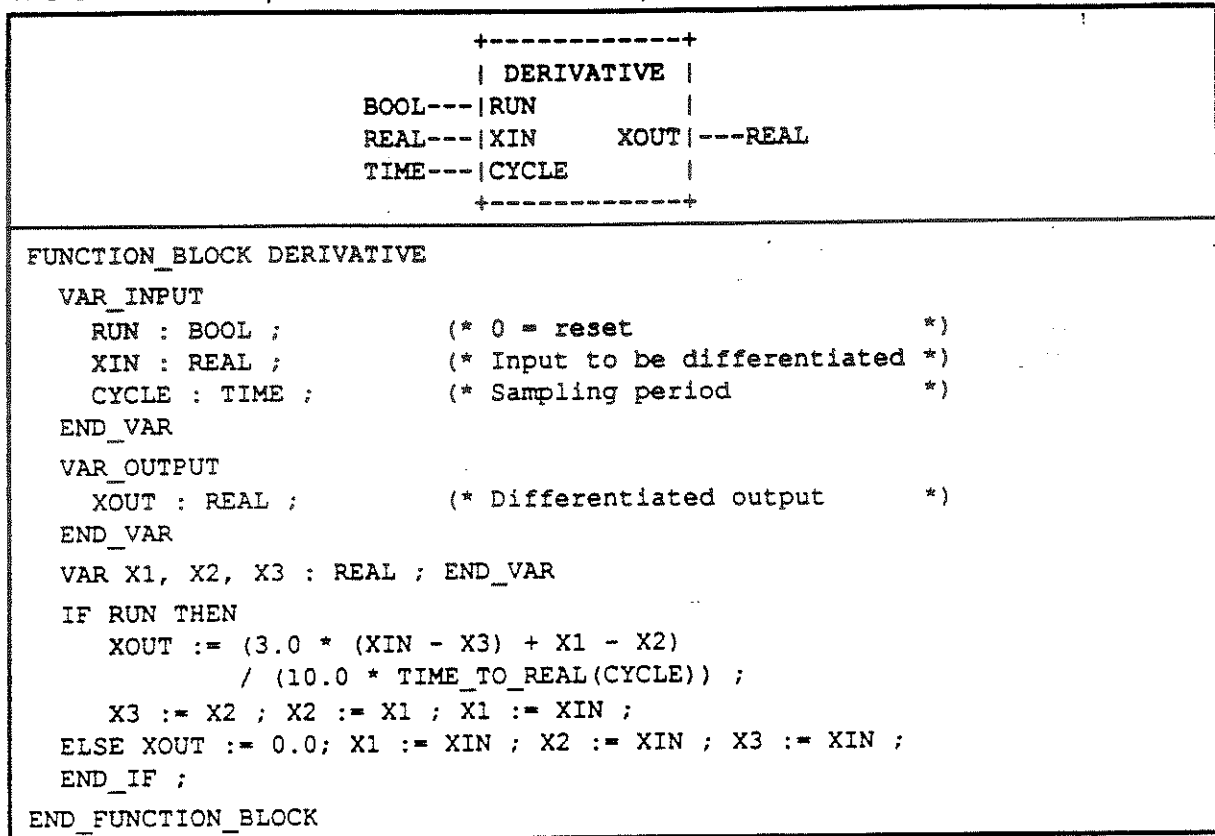 +------------+
| DERIVATIVE |
BOOL---|RUN         |
REAL---|XIN     XOUT|---REAL
TIME---|CYCLE       |
+------------+
FUNCTION_BLOCK DERIVATIVE
VAR_INPUT
RUN : BOOL ; (* 0 = reset *)
XIN : REAL ; (* Input to be differentiated *)
CYCLE : TIME ; (* Sampling period *)
END_VAR
VAR_OUTPUT
XOUT : REAL ; (* Differentiated output *)
END_VAR
VAR X1, X2, X3 : REAL ; END_VAR
IF RUN THEN
XOUT := (3.0 * (XIN - X3) + X1 - X2)
/ (10.0 * TIME_TO_REAL(CYCLE)) ;
X3 := X2 ; X2 := X1 ; X1 := XIN ;
ELSE XOUT := 0.0; X1 := XIN ; X2 := XIN ; X3 := XIN ;
END_IF ;
END_FUNCTION_BLOCK